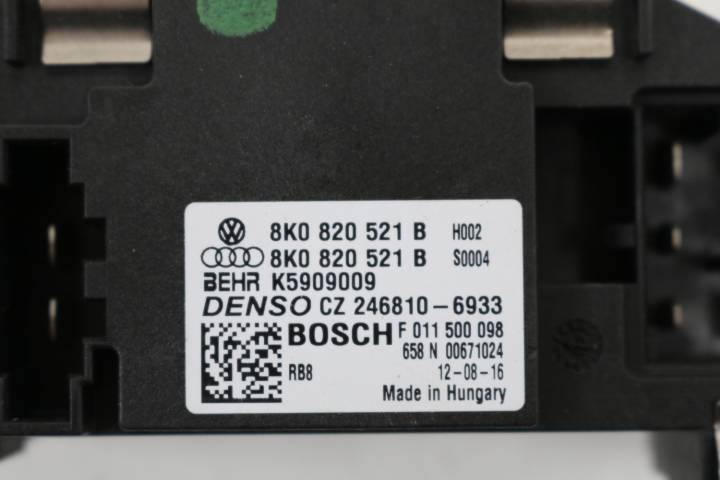 8K0 820 521 B H002
8K0 820 521 B S0004
BEHR K5909009
DENSO CZ 246810-6933
BOSCH F 011 500 098
658 N 00671024
RB8 12-08-16
Made in Hungary